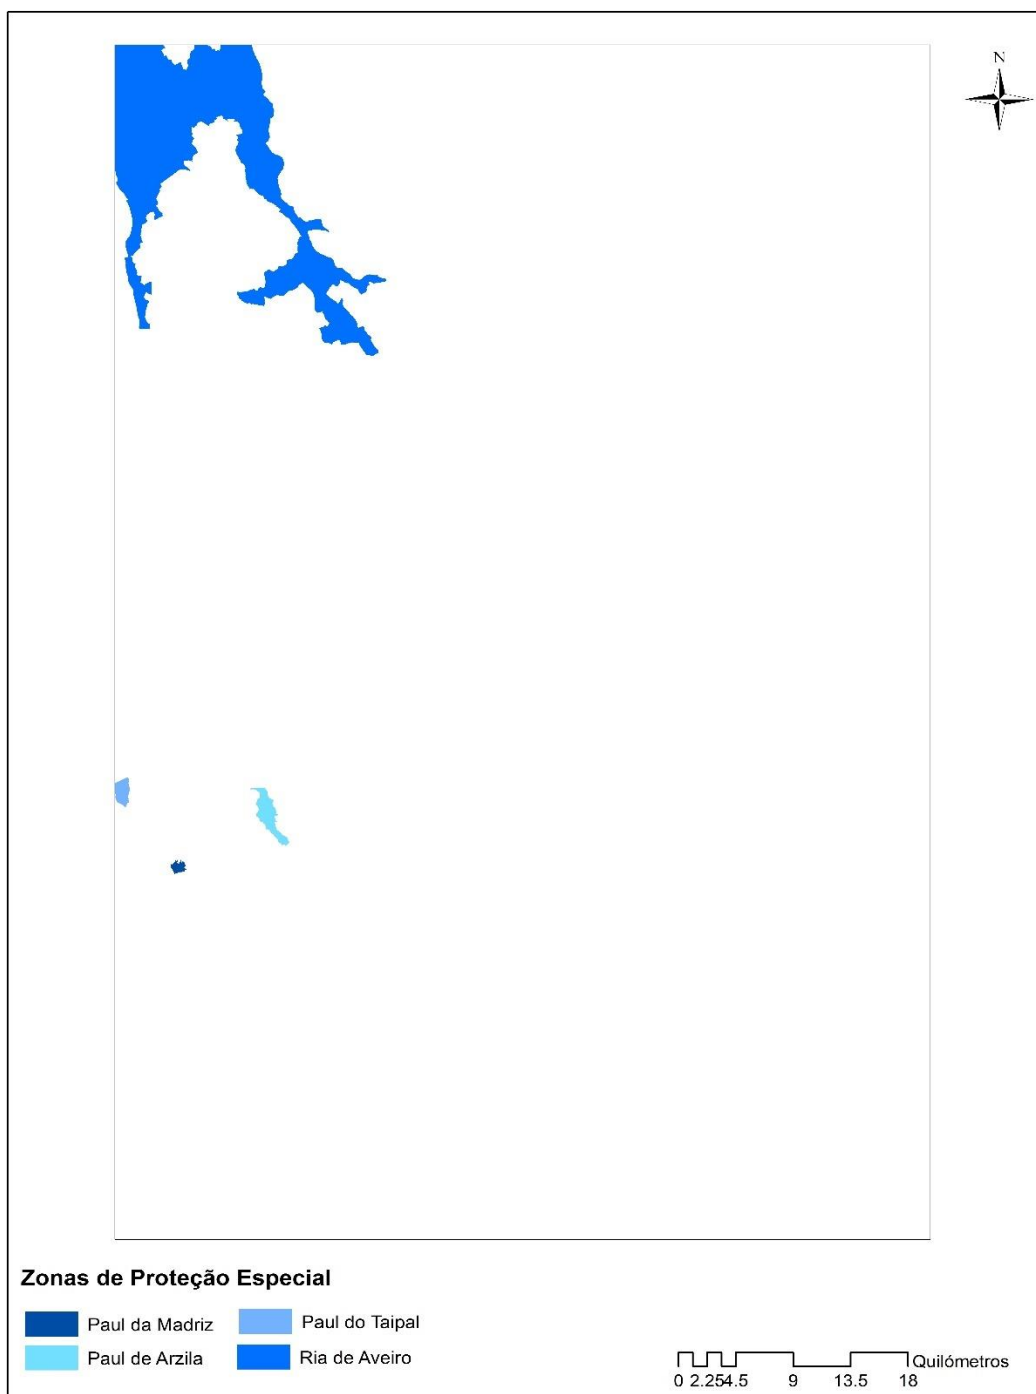 N
Zonas de Proteção Especial
Paul da Madriz
Paul do Taipal
Paul de Arzila
Ria de Aveiro
Quilómetros
0 2.254.5 9 13.5 18